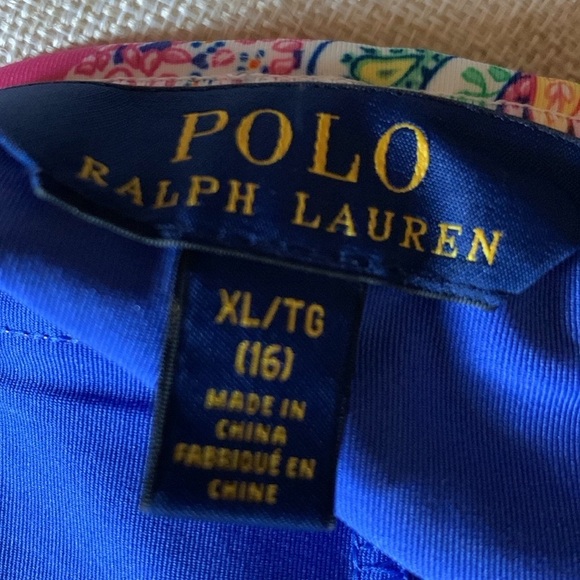 POLO
RALPH LAUREN
XL/TG
(16)
MADE IN
CHINA
FABRIQUÉ EN
CHINE